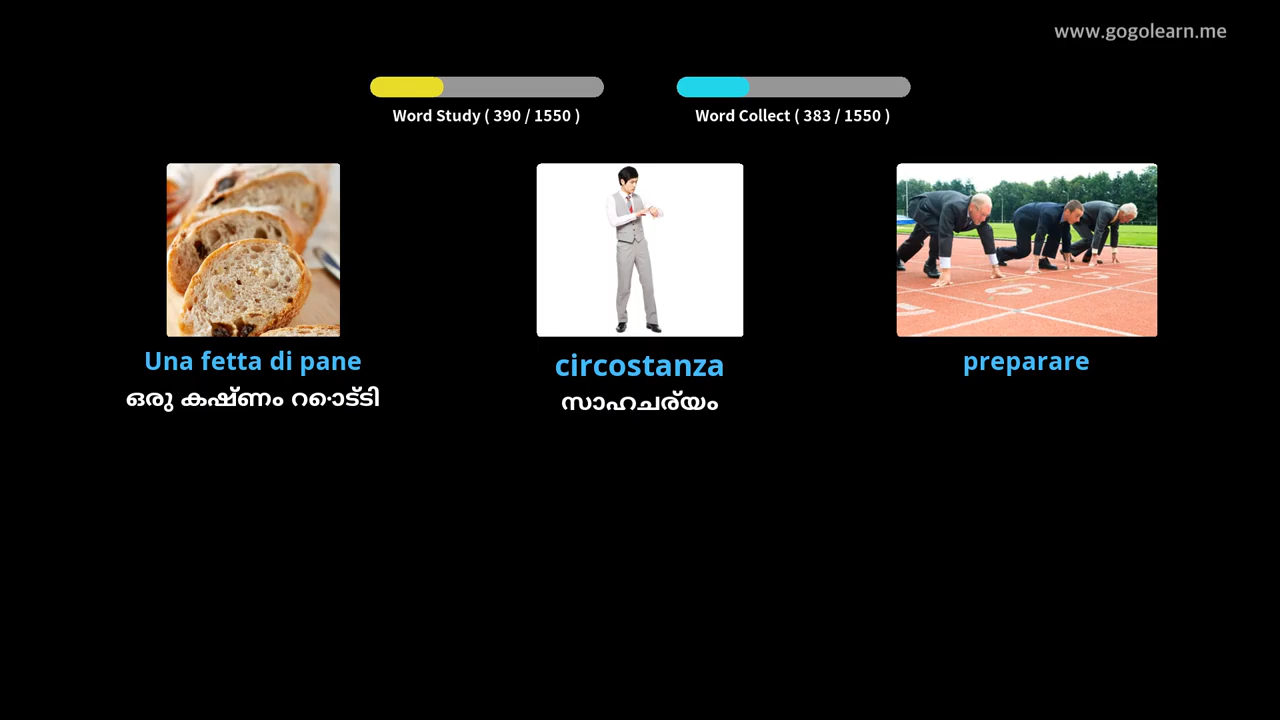 www.gogolearn.me
Word Study ( 390 / 1550 )
Word Collect ( 383 / 1550 )
Una fetta di pane
ഒരു കഷ്ണം റൊട്ടി
circostanza
സാഹചര്യം
preparare